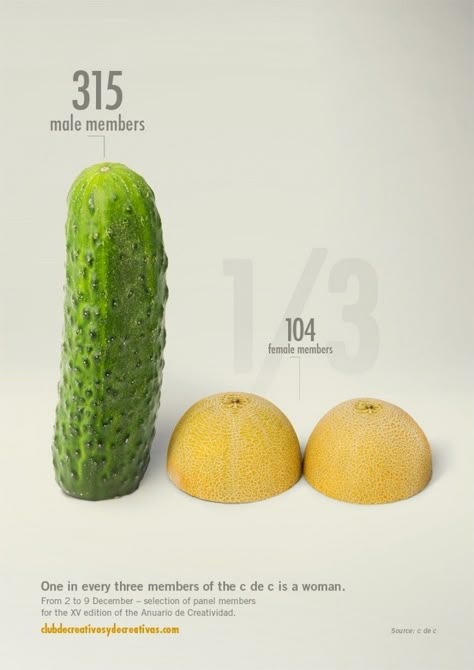 315
male members
1/3
104
female members
One in every three members of the c de c is a woman.
From 2 to 9 December – selection of panel members
for the XV edition of the Anuario de Creatividad.
clubdecreativosydecreativas.com
Source: c de c